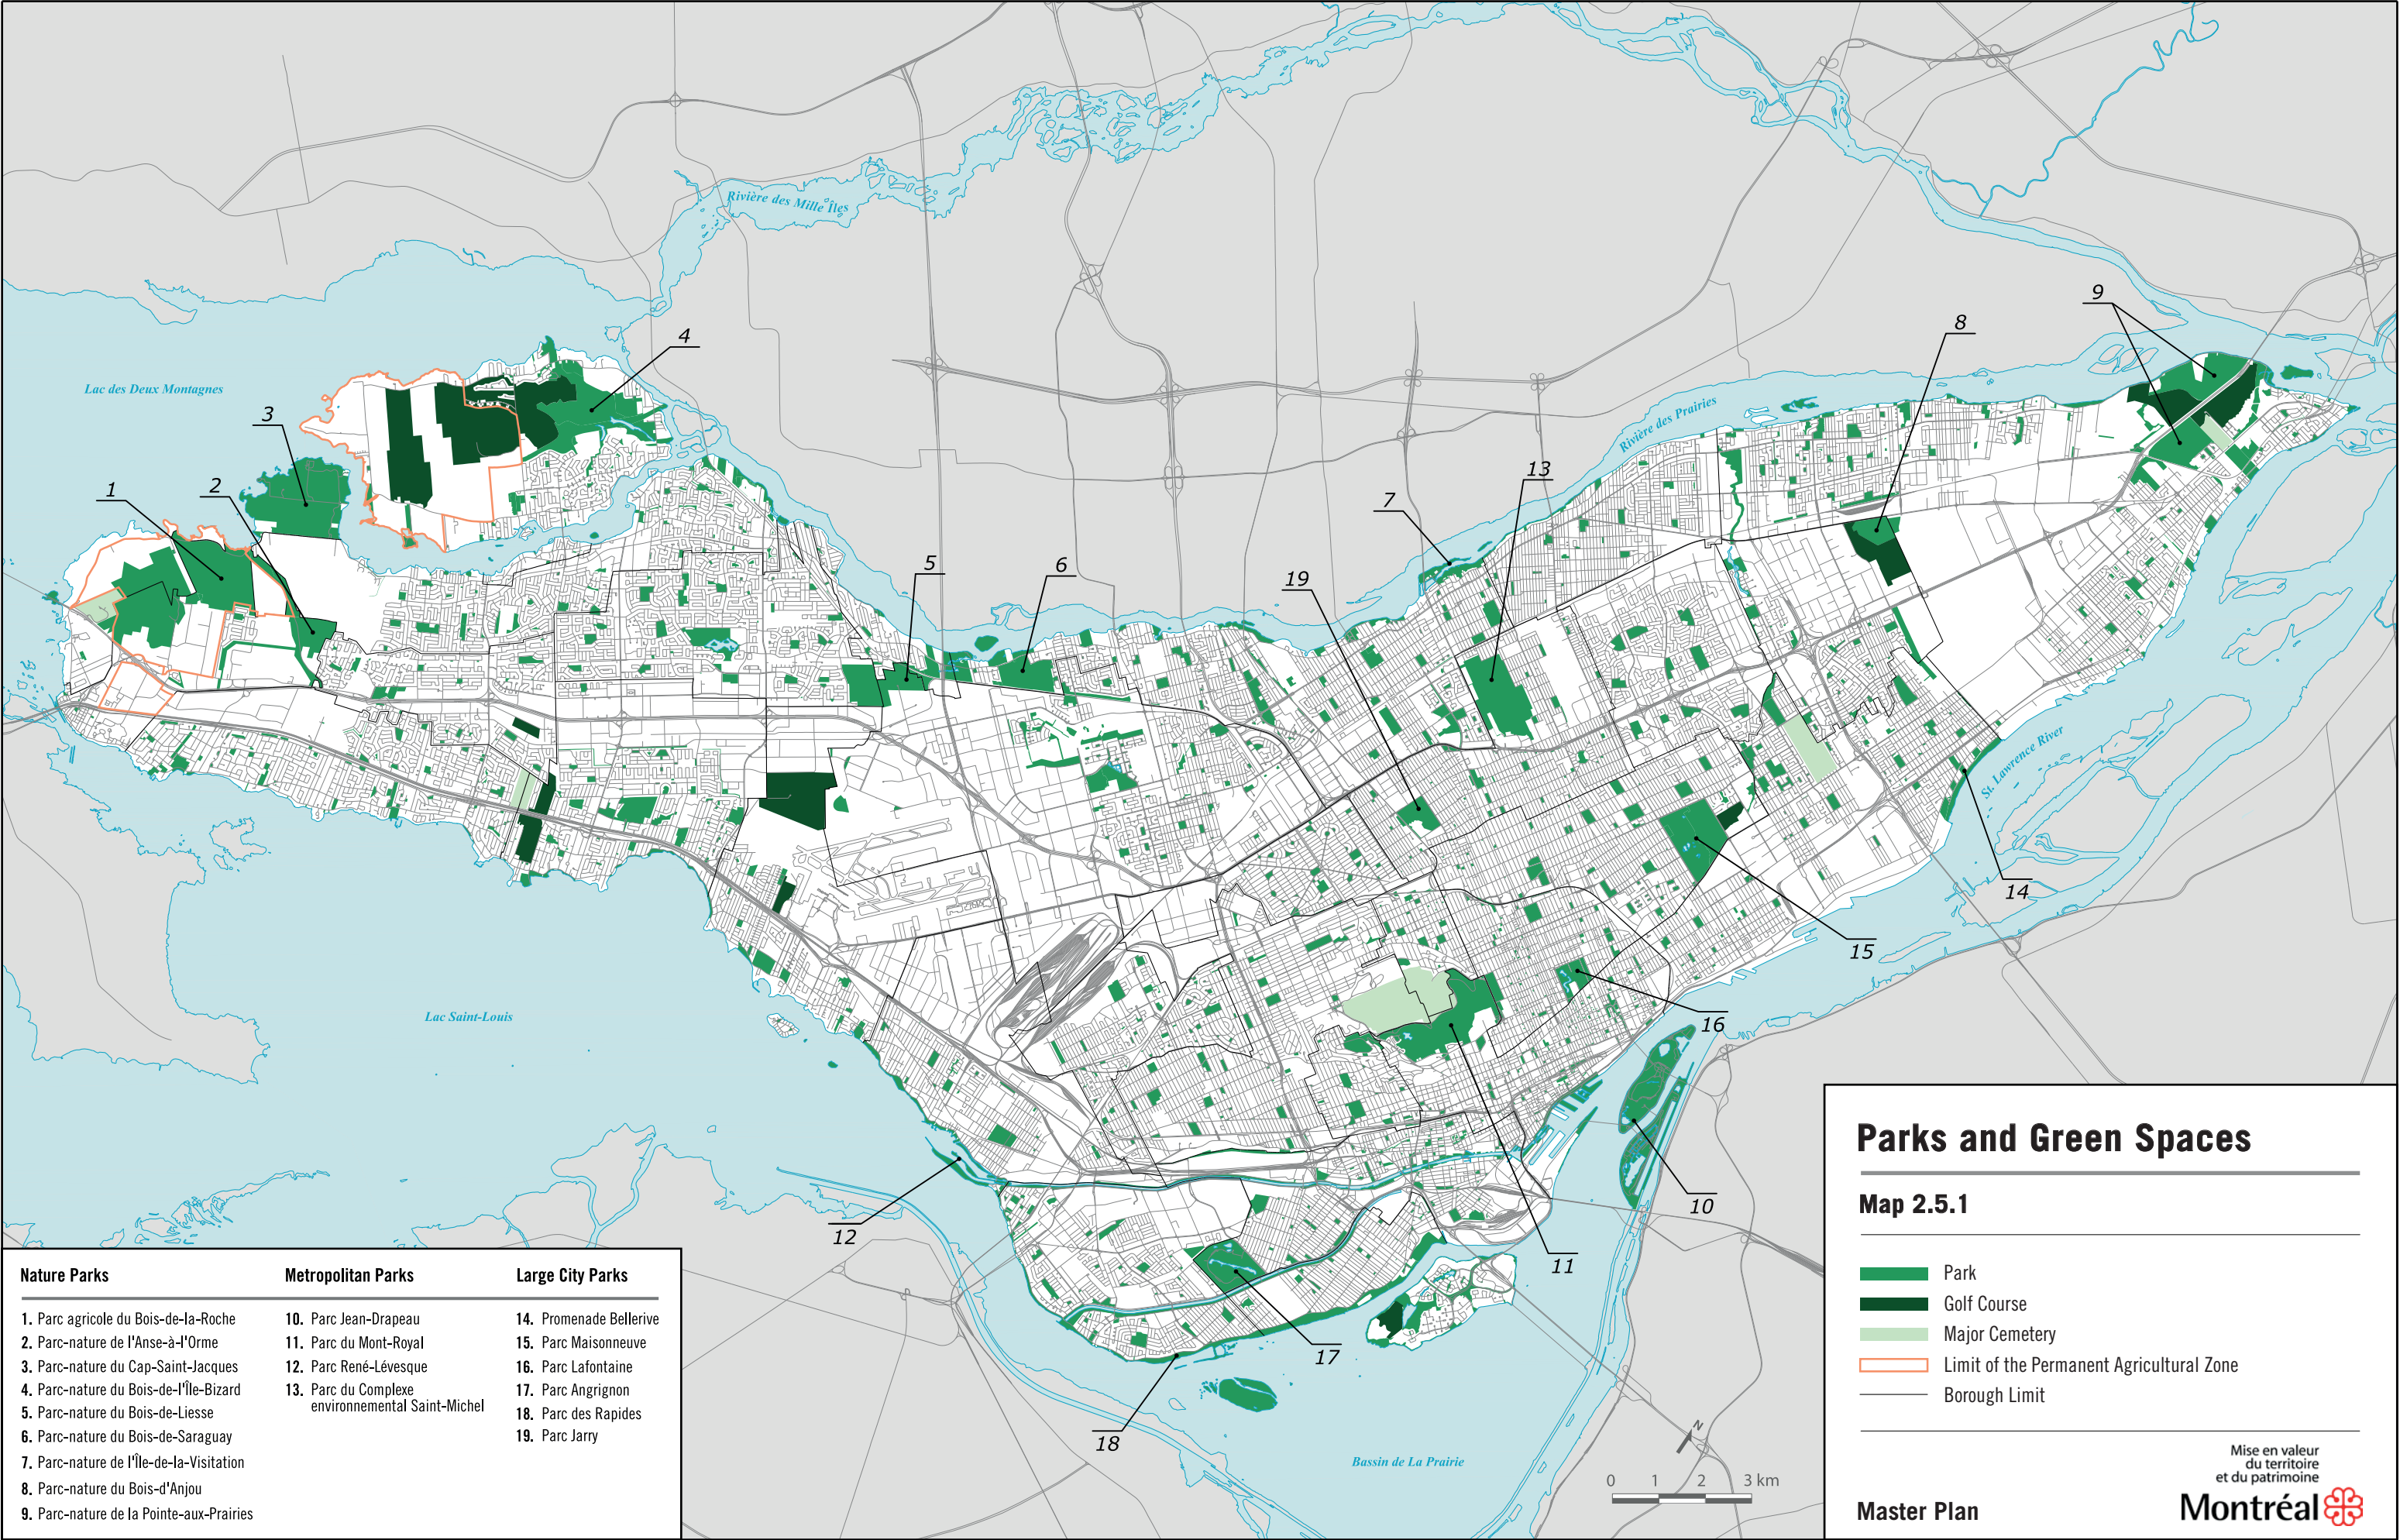 Rivière des Mille Îles
9
8
4
Lac des Deux Montagnes
3
Rivière des Prairies
13
1
2
7
5
6
19
St. Lawrence River
14
15
Lac Saint-Louis
16
10
12
11
17
18
Bassin de La Prairie
N
0 1 2 3 km
Nature Parks
1. Parc agricole du Bois-de-la-Roche
2. Parc-nature de l'Anse-à-l'Orme
3. Parc-nature du Cap-Saint-Jacques
4. Parc-nature du Bois-de-l'Île-Bizard
5. Parc-nature du Bois-de-Liesse
6. Parc-nature du Bois-de-Saraguay
7. Parc-nature de l'Île-de-la-Visitation
8. Parc-nature du Bois-d'Anjou
9. Parc-nature de la Pointe-aux-Prairies
Metropolitan Parks
10. Parc Jean-Drapeau
11. Parc du Mont-Royal
12. Parc René-Lévesque
13. Parc du Complexe
environnemental Saint-Michel
Large City Parks
14. Promenade Bellerive
15. Parc Maisonneuve
16. Parc Lafontaine
17. Parc Angrignon
18. Parc des Rapides
19. Parc Jarry
Parks and Green Spaces
Map 2.5.1
Park
Golf Course
Major Cemetery
Limit of the Permanent Agricultural Zone
Borough Limit
Mise en valeur
du territoire
et du patrimoine
Master Plan
Montréal